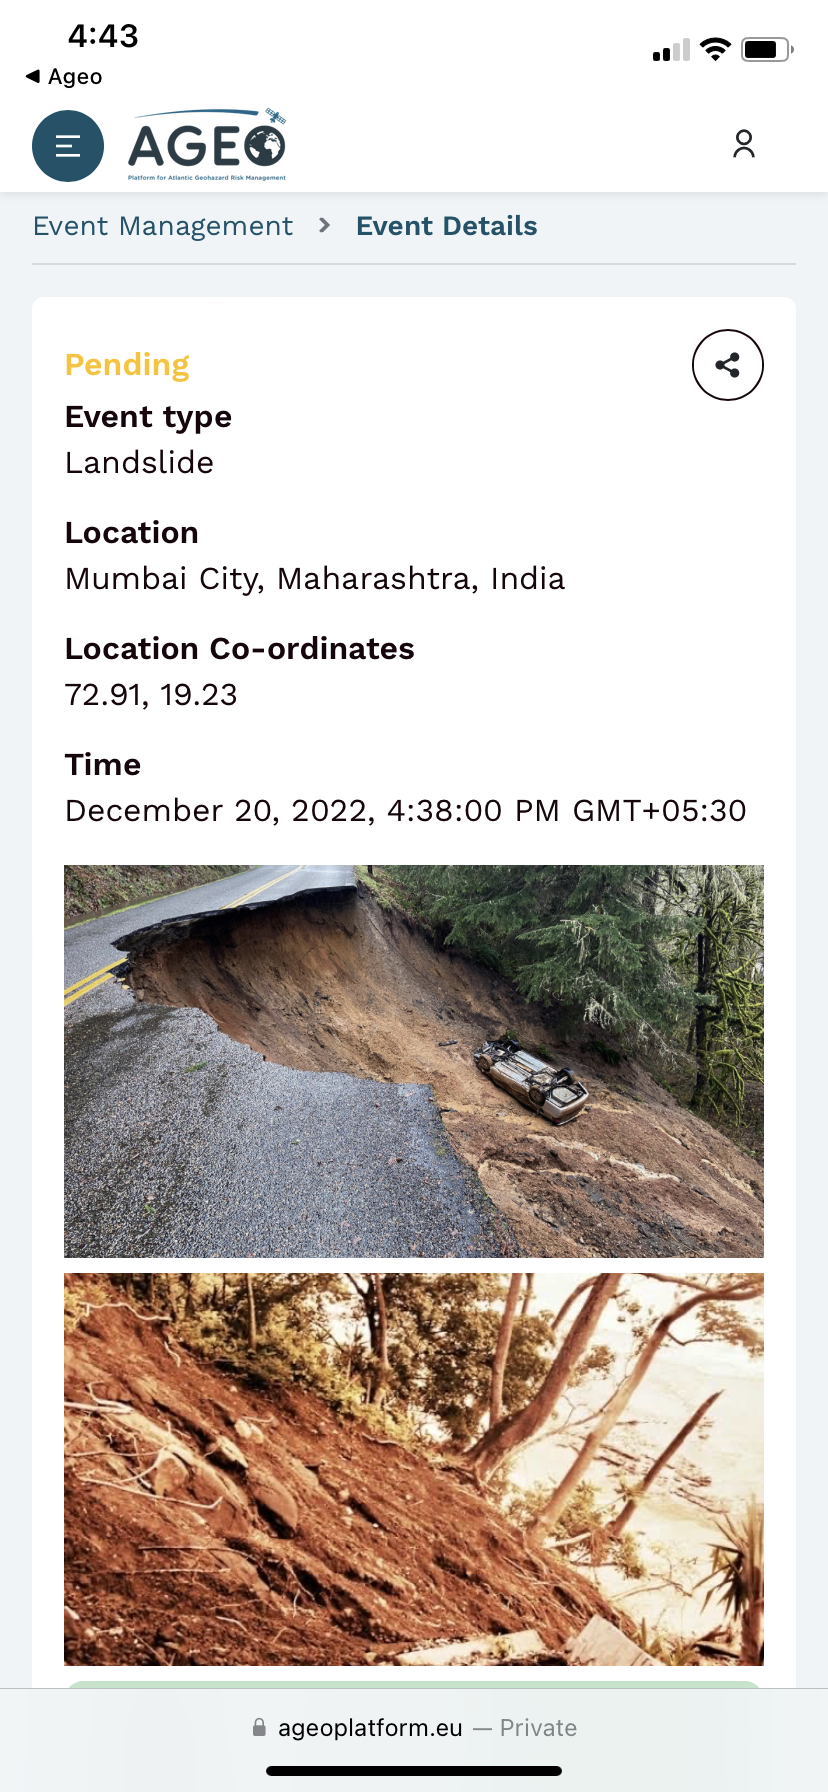 4:43
Ageo
AGEO
Platform for Atlantic Geohazard Risk Management
Event Management > Event Details
Pending
Event type
Landslide
Location
Mumbai City, Maharashtra, India
Location Co-ordinates
72.91, 19.23
Time
December 20, 2022, 4:38:00 PM GMT+05:30
ageoplatform.eu — Private